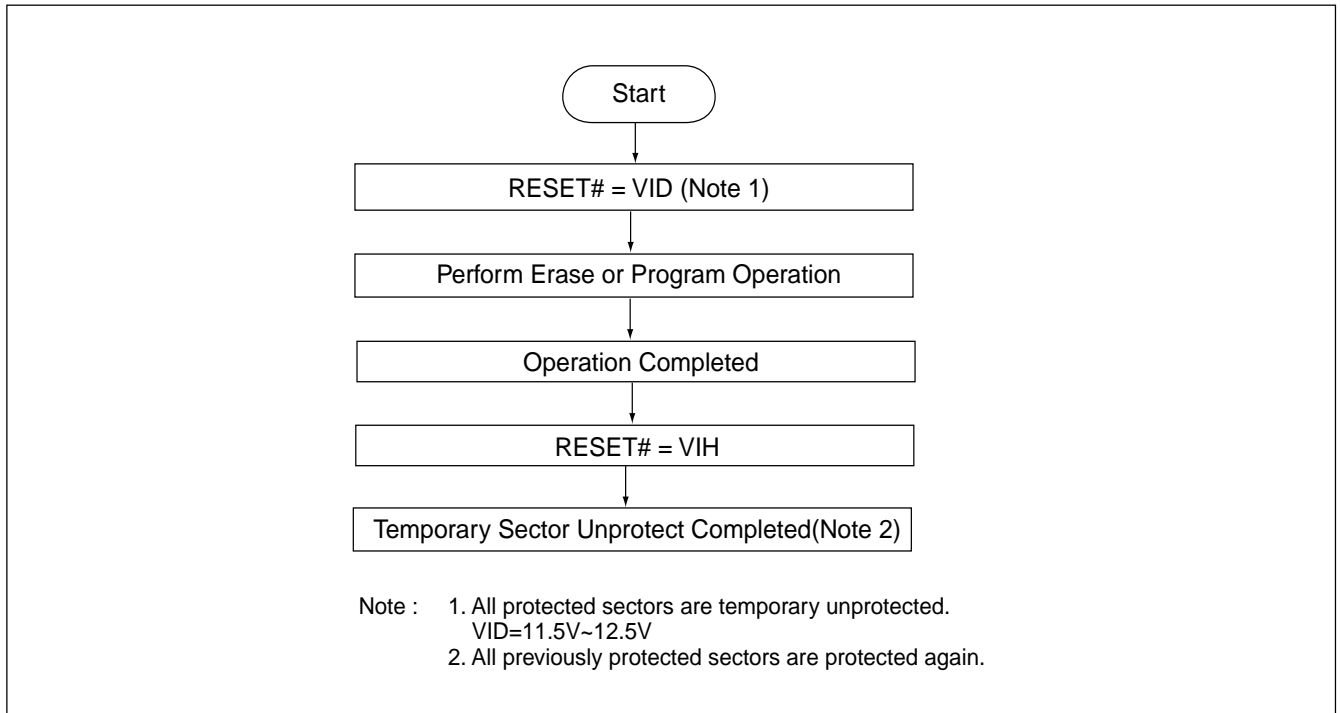 Start
RESET# = VID (Note 1)
Perform Erase or Program Operation
Operation Completed
RESET# = VIH
Temporary Sector Unprotect Completed(Note 2)
Note : 1. All protected sectors are temporary unprotected.
VID=11.5V~12.5V
2. All previously protected sectors are protected again.